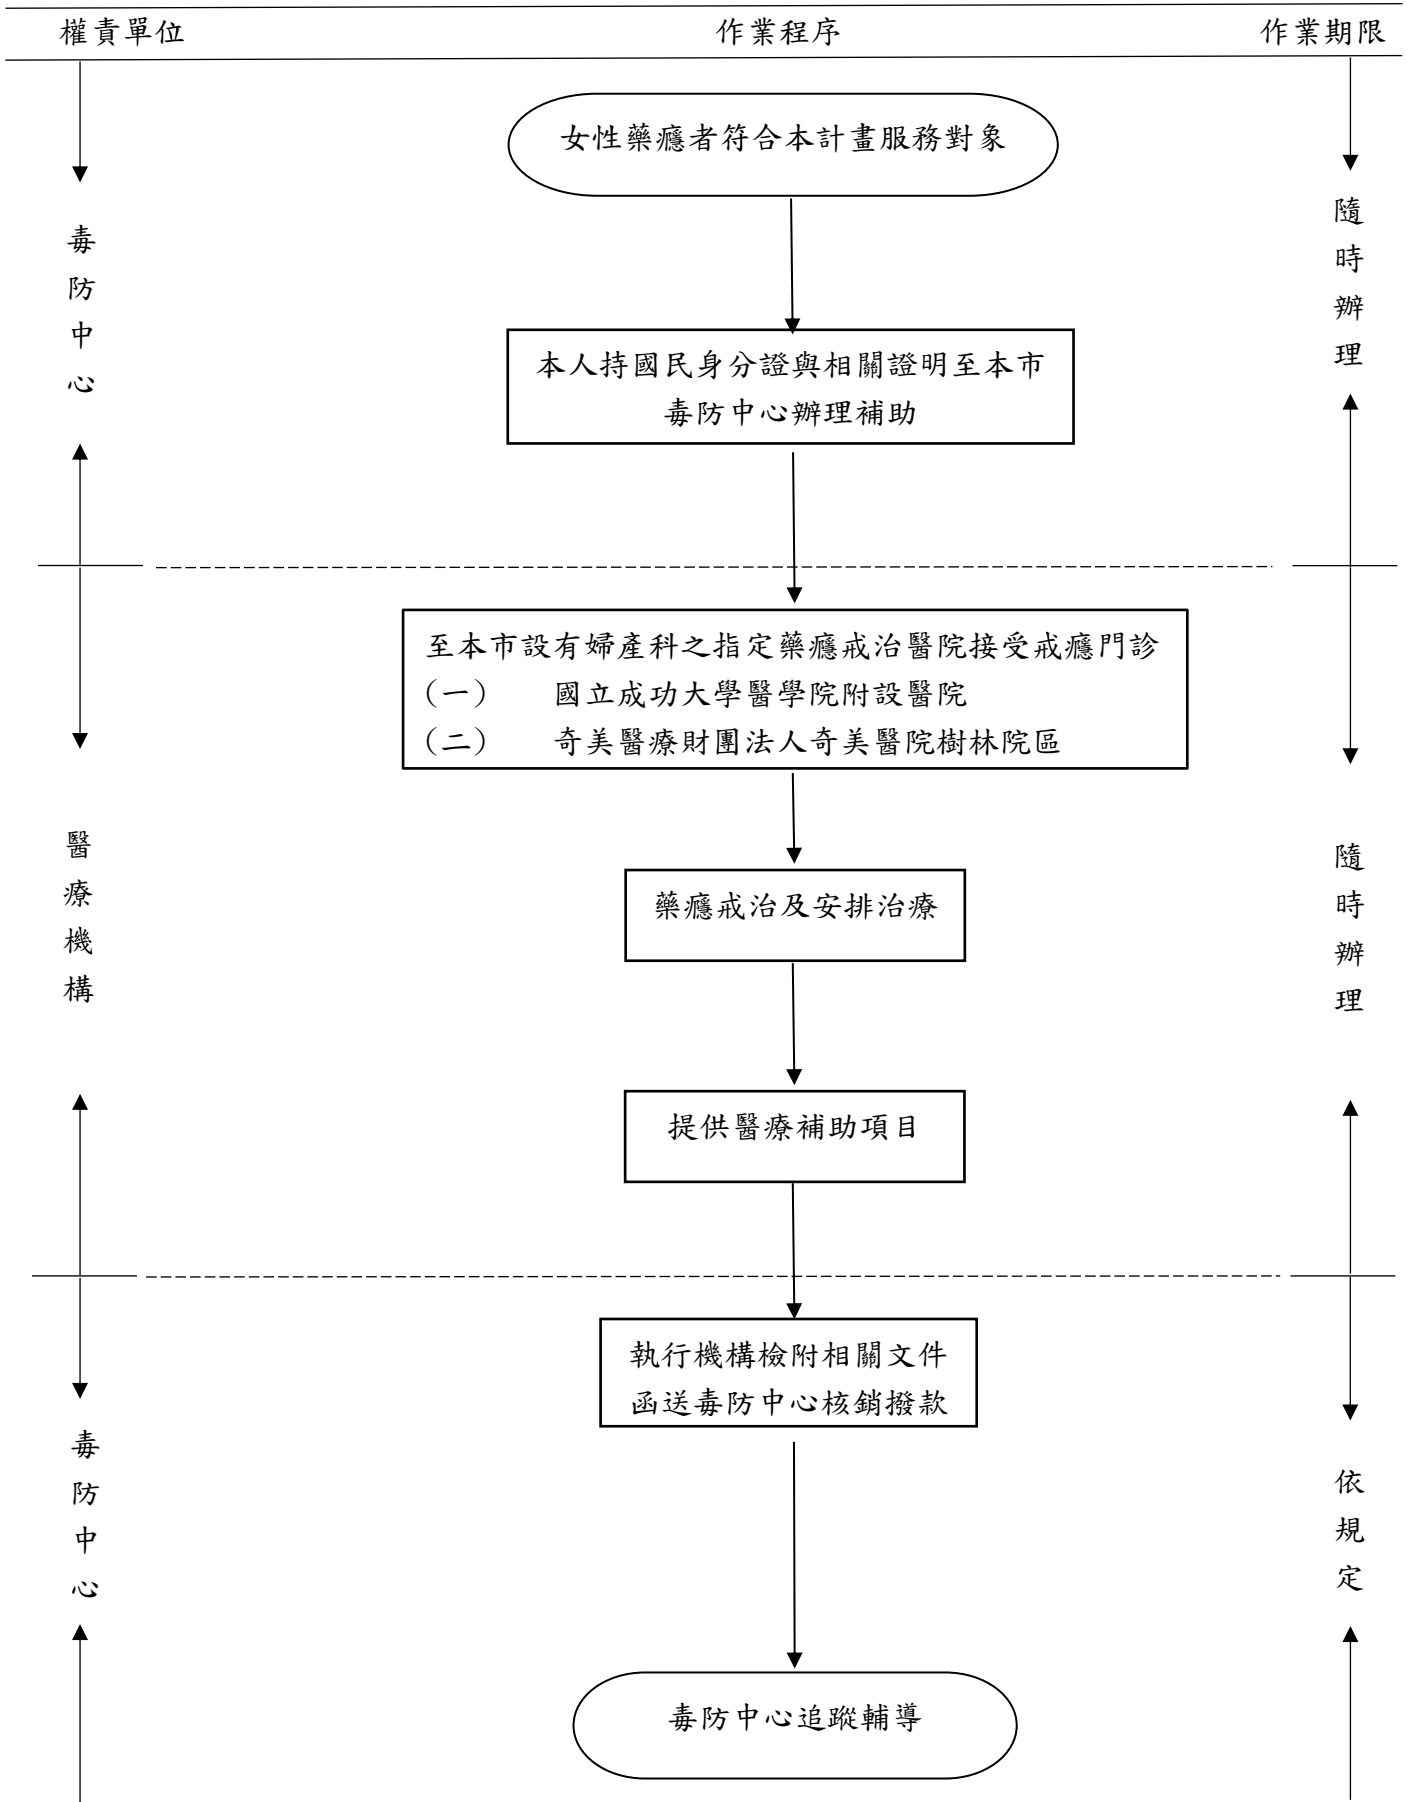 權責單位 作業程序 作業期限
女性藥癮者符合本計畫服務對象
毒防中心
隨時辦理
本人持國民身分證與相關證明至本市
毒防中心辦理補助
至本市設有婦產科之指定藥癮戒治醫院接受戒癮門診
(一) 國立成功大學醫學院附設醫院
(二) 奇美醫療財團法人奇美醫院樹林院區
醫療機構
隨時辦理
藥癮戒治及安排治療
提供醫療補助項目
執行機構檢附相關文件
函送毒防中心核銷撥款
毒防中心
依規定
毒防中心追蹤輔導